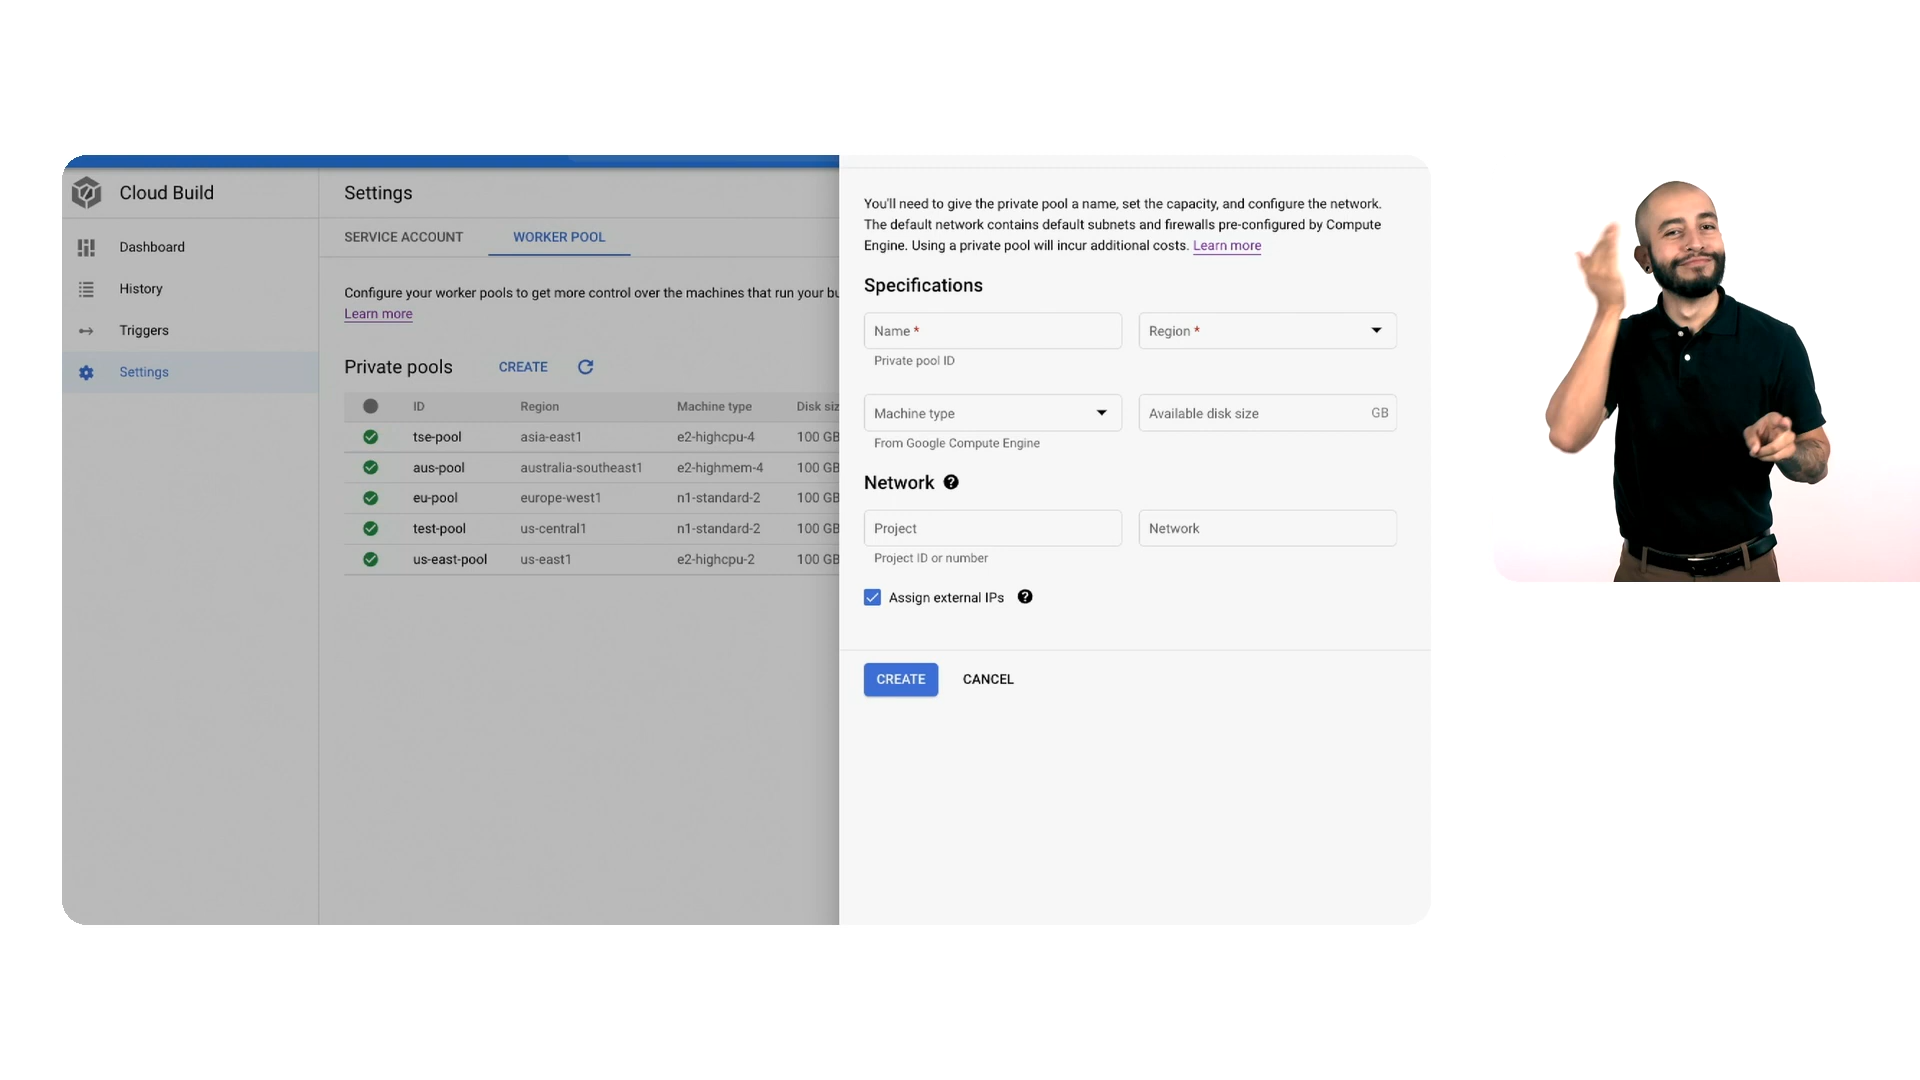 Cloud Build
Dashboard
History
Triggers
Settings
Settings
SERVICE ACCOUNT WORKER POOL
Configure your worker pools to get more control over the machines that run your
Learn more
Private pools CREATE
ID Region Machine type Disk
tse-pool asia-east1 e2-highcpu-4 100 GB
aus-pool australia-southeast1 e2-highmem-4 100 GB
eu-pool europe-west1 n1-standard-2 100 GB
test-pool us-central1 n1-standard-2 100 GB
us-east-pool us-east1 e2-highcpu-2 100 GB
You'll need to give the private pool a name, set the capacity, and configure the network.
The default network contains default subnets and firewalls pre-configured by Compute
Engine. Using a private pool will incur additional costs. Learn more
Specifications
Name * Region *
Private pool ID
Machine type Available disk size GB
From Google Compute Engine
Network
Project Network
Project ID or number
Assign external IPs
CREATE CANCEL